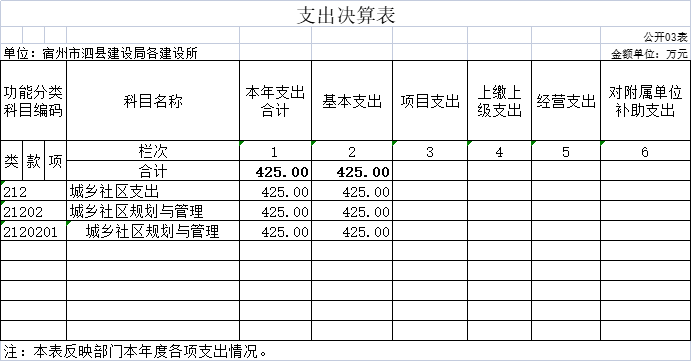 支出决算表
公开03表
单位：宿州市泗县建设局各建设所 金额单位：万元
功能分类科目编码 科目名称 本年支出合计 基本支出 项目支出 上缴上级支出 经营支出 对附属单位补助支出
类 款 项 栏次 1 2 3 4 5 6
合计 425.00 425.00
212 城乡社区支出 425.00 425.00
21202 城乡社区规划与管理 425.00 425.00
2120201 城乡社区规划与管理 425.00 425.00
注：本表反映部门本年度各项支出情况。